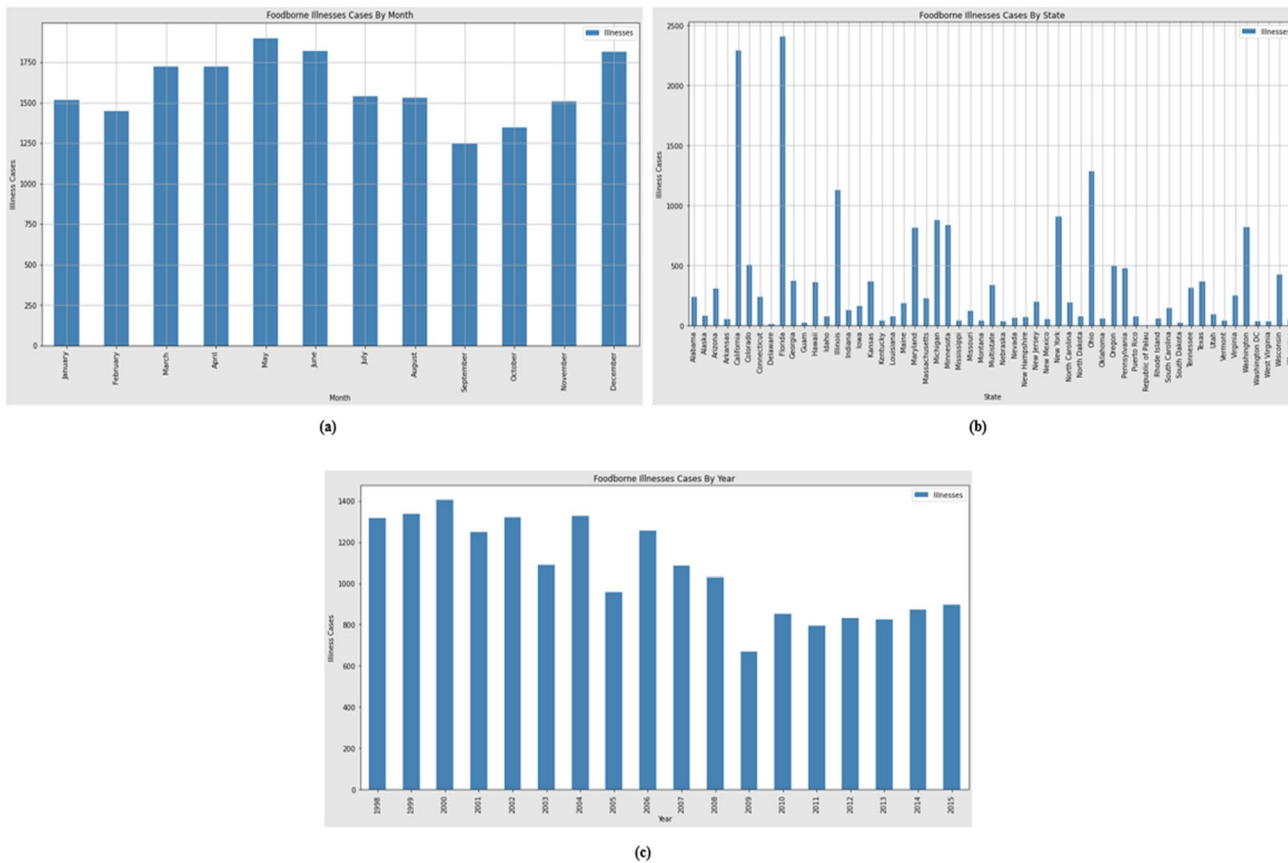 Foodborne Illnesses Cases By Month
Illnesses
1750
1500
1250
1000
750
500
250
0
Illiness Cases
January
February
March
April
May
June
July
August
September
October
November
December
Month
(a)
Foodborne Illnesses Cases By State
Illnesses
2500
2000
1500
1000
500
0
Illiness Cases
Alabama
Alaska
Arizona
Arkansas
California
Colorado
Connecticut
Delaware
Florida
Georgia
Guam
Hawaii
Idaho
Illinois
Indiana
Iowa
Kansas
Kentucky
Louisiana
Maine
Maryland
Massachusetts
Michigan
Minnesota
Mississippi
Missouri
Montana
Multistate
Nebraska
Nevada
New Hampshire
New Jersey
New Mexico
New York
North Carolina
North Dakota
Ohio
Oklahoma
Oregon
Pennsylvania
Puerto Rico
Republic of Palau
Rhode Island
South Carolina
South Dakota
Tennessee
Texas
Utah
Vermont
Virginia
Washington
Washington DC
West Virginia
Wisconsin
State
(b)
Foodborne Illnesses Cases By Year
Illnesses
1400
1200
1000
800
600
400
200
0
Illiness Cases
1998
1999
2000
2001
2002
2003
2004
2005
2006
2007
2008
2009
2010
2011
2012
2013
2014
2015
Year
(c)